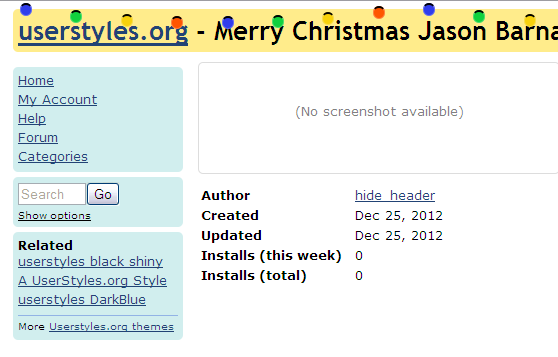 userstyles.org - Merry Christmas Jason Barna
Home
My Account
Help
Forum
Categories
Search Go
Show options
Related
userstyles black shiny
A UserStyles.org Style
userstyles DarkBlue
More Userstyles.org themes
(No screenshot available)
Author hide_header
Created Dec 25, 2012
Updated Dec 25, 2012
Installs (this week) 0
Installs (total) 0